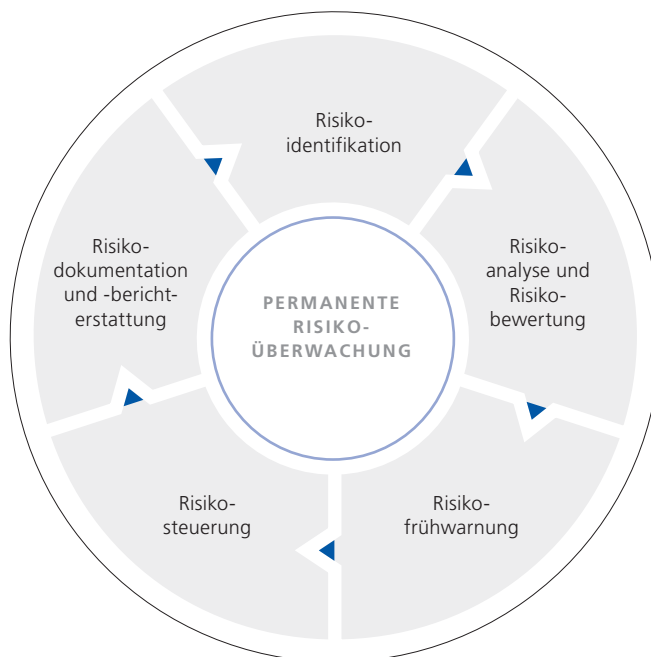 Risiko-
identifikation
Risiko-
analyse und
Risiko-
bewertung
Risiko-
frühwarnung
Risiko-
steuerung
Risiko-
dokumentation
und -bericht-
erstattung
PERMANENTE
RISIKO-
ÜBERWACHUNG